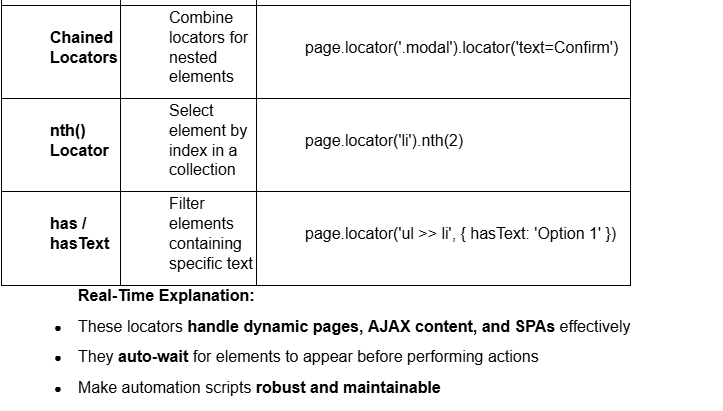 Chained Locators
Combine locators for nested elements
page.locator('.modal').locator('text=Confirm')
nth() Locator
Select element by index in a collection
page.locator('li').nth(2)
has / hasText
Filter elements containing specific text
page.locator('ul >> li', { hasText: 'Option 1' })
Real-Time Explanation:
• These locators handle dynamic pages, AJAX content, and SPAs effectively
• They auto-wait for elements to appear before performing actions
• Make automation scripts robust and maintainable